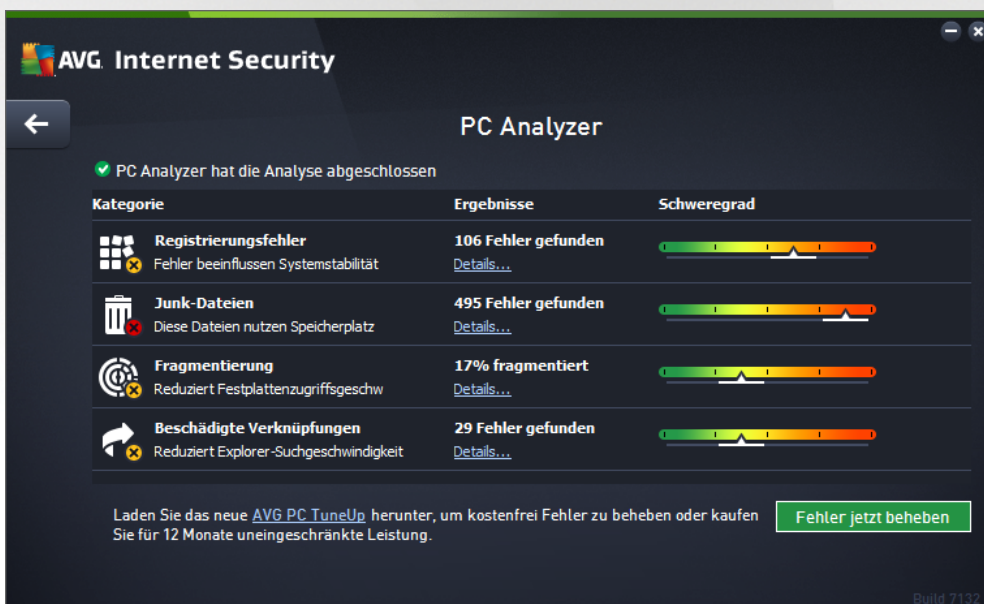 AVG. Internet Security
PC Analyzer
PC Analyzer hat die Analyse abgeschlossen
Kategorie Ergebnisse Schweregrad
Registrierungsfehler 106 Fehler gefunden
Fehler beeinflussen Systemstabilität Details...
Junk-Dateien 495 Fehler gefunden
Diese Dateien nutzen Speicherplatz Details...
Fragmentierung 17% fragmentiert
Reduziert Festplattenzugriffsgeschw Details...
Beschädigte Verknüpfungen 29 Fehler gefunden
Reduziert Explorer-Suchgeschwindigkeit Details...
Laden Sie das neue AVG PC TuneUp herunter, um kostenfrei Fehler zu beheben oder kaufen
Sie für 12 Monate uneingeschränkte Leistung.
Fehler jetzt beheben
Build 7132